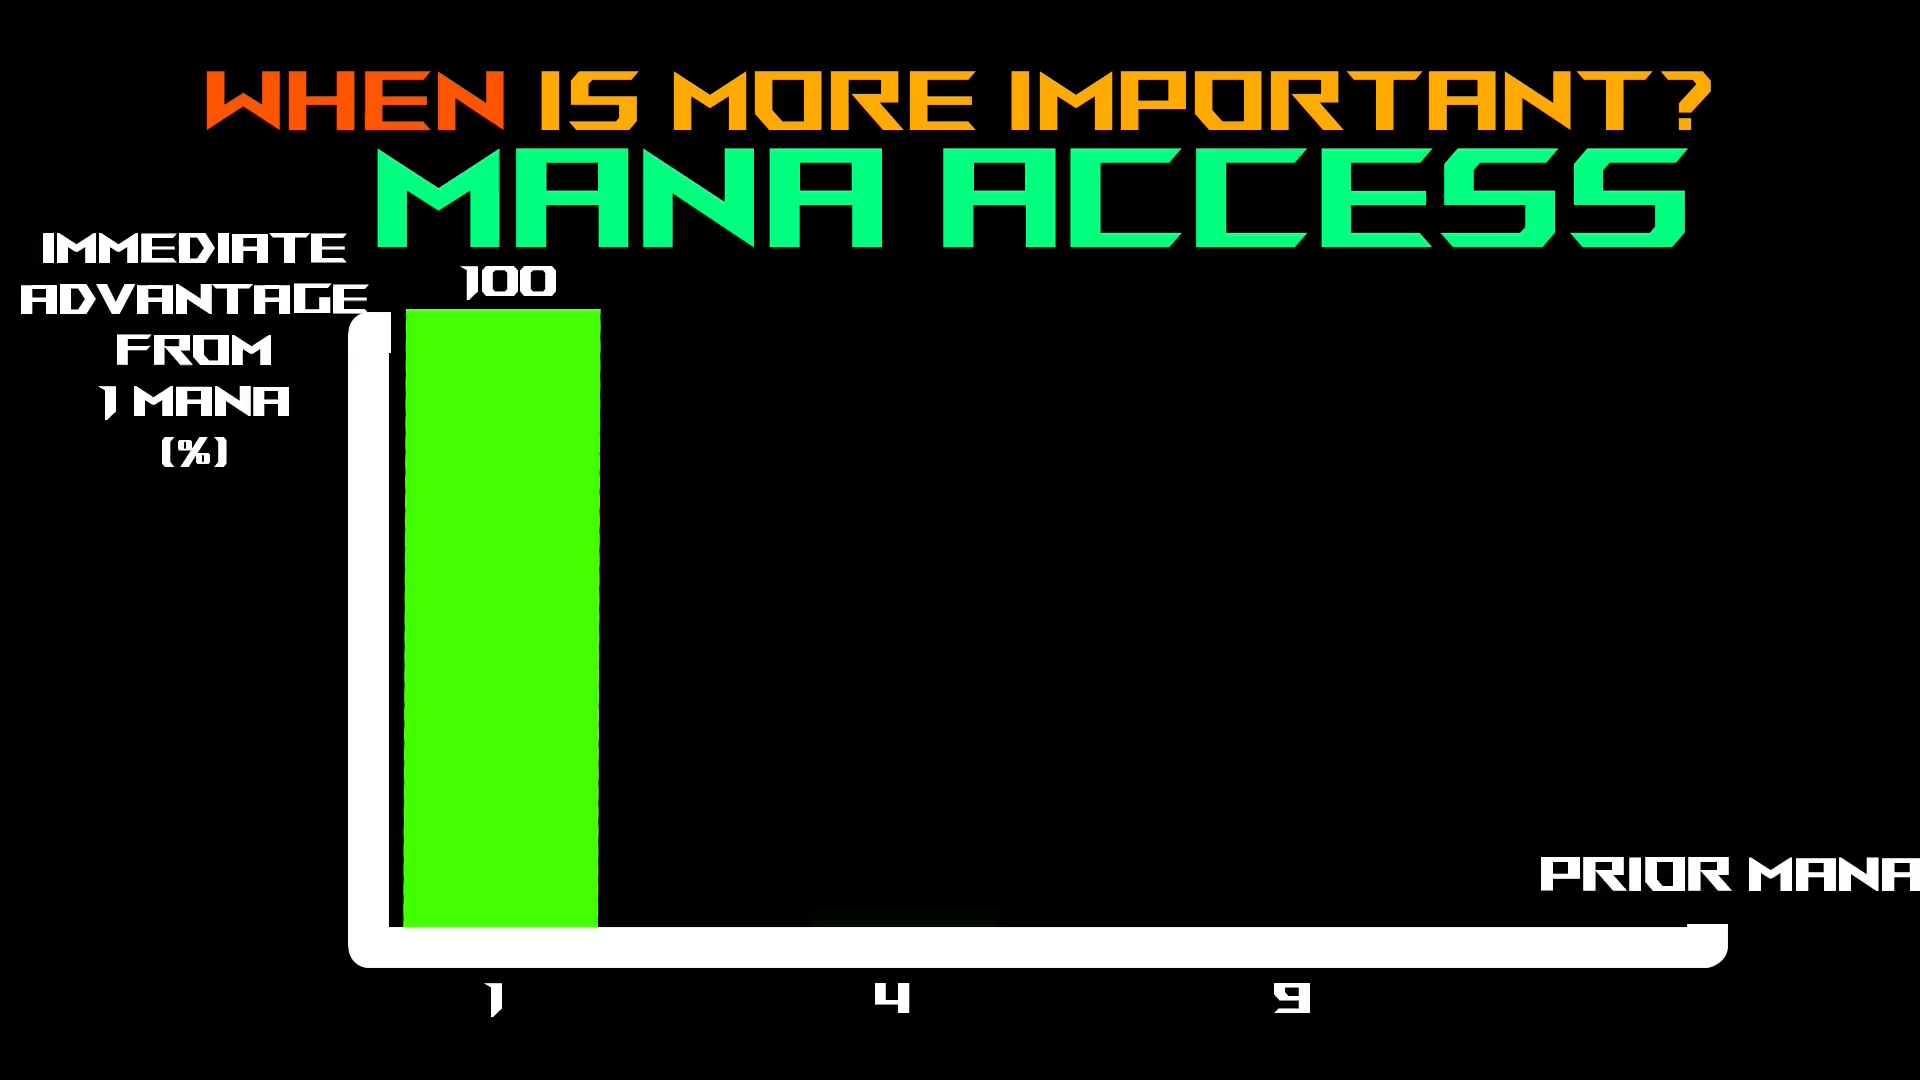 WHEN IS MORE IMPORTANT?
MANA ACCESS
IMMEDIATE
ADVANTAGE
FROM
1 MANA
(%)
100
PRIOR MANA
1 4 9